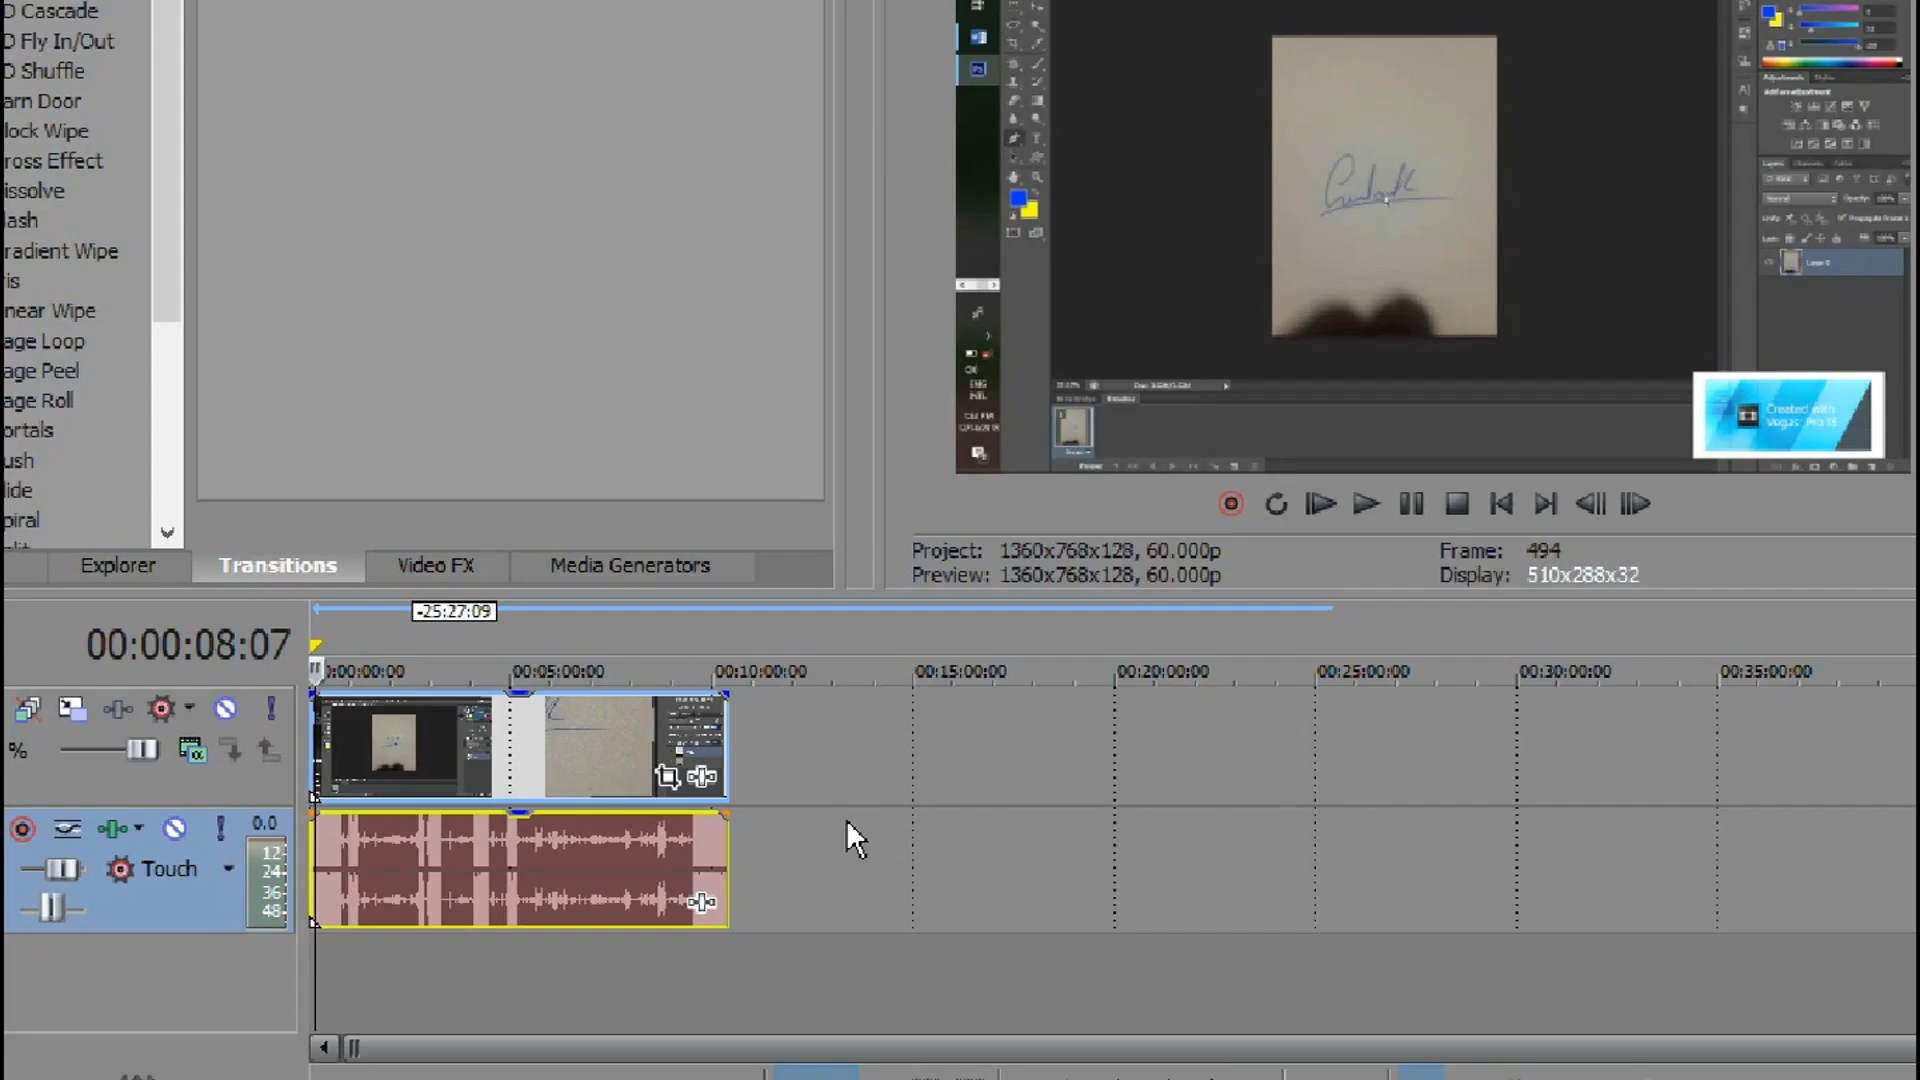 D Cascade
D Fly In/Out
D Shuffle
arn Door
lock Wipe
ross Effect
issolve
lash
radient Wipe
ris
inear Wipe
age Loop
age Peel
age Roll
ortals
ush
lide
piral
Explorer
Transitions
Video FX
Media Generators
Created with
Vegas Pro 13
Project: 1360x768x128, 60.000p
Preview: 1360x768x128, 60.000p
Frame: 494
Display: 510x288x32
-25:27:09
00:00:08:07
0:00:00:00
00:05:00:00
00:10:00:00
00:15:00:00
00:20:00:00
00:25:00:00
00:30:00:00
00:35:00:00
%
0.0
12
24
36
48
Touch